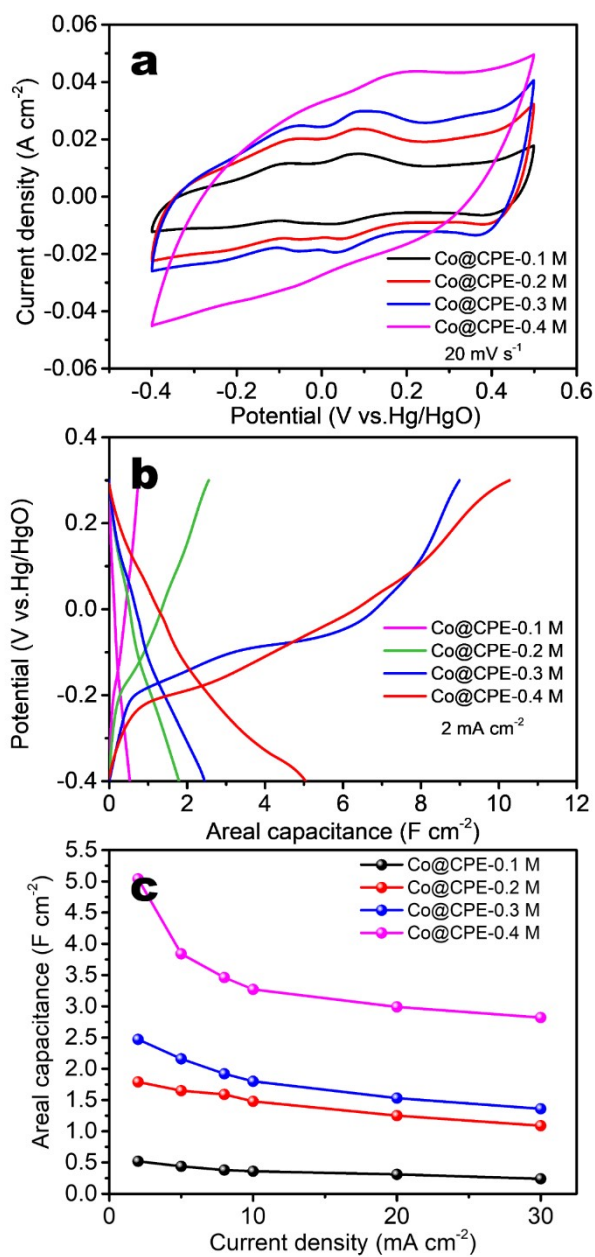 a
0.06
0.04
0.02
0.00
-0.02
-0.04
-0.06
Current density (A cm-2)
Co@CPE-0.1 M
Co@CPE-0.2 M
Co@CPE-0.3 M
Co@CPE-0.4 M
20 mV s-1
-0.4 -0.2 0.0 0.2 0.4 0.6
Potential (V vs.Hg/HgO)
b
0.4
0.2
0.0
-0.2
-0.4
Potential (V vs.Hg/HgO)
Co@CPE-0.1 M
Co@CPE-0.2 M
Co@CPE-0.3 M
Co@CPE-0.4 M
2 mA cm-2
0 2 4 6 8 10 12
Areal capacitance (F cm-2)
c
5.5
5.0
4.5
4.0
3.5
3.0
2.5
2.0
1.5
1.0
0.5
0.0
Areal capacitance (F cm-2)
Co@CPE-0.1 M
Co@CPE-0.2 M
Co@CPE-0.3 M
Co@CPE-0.4 M
0 5 10 15 20 25 30
Current density (mA cm-2)